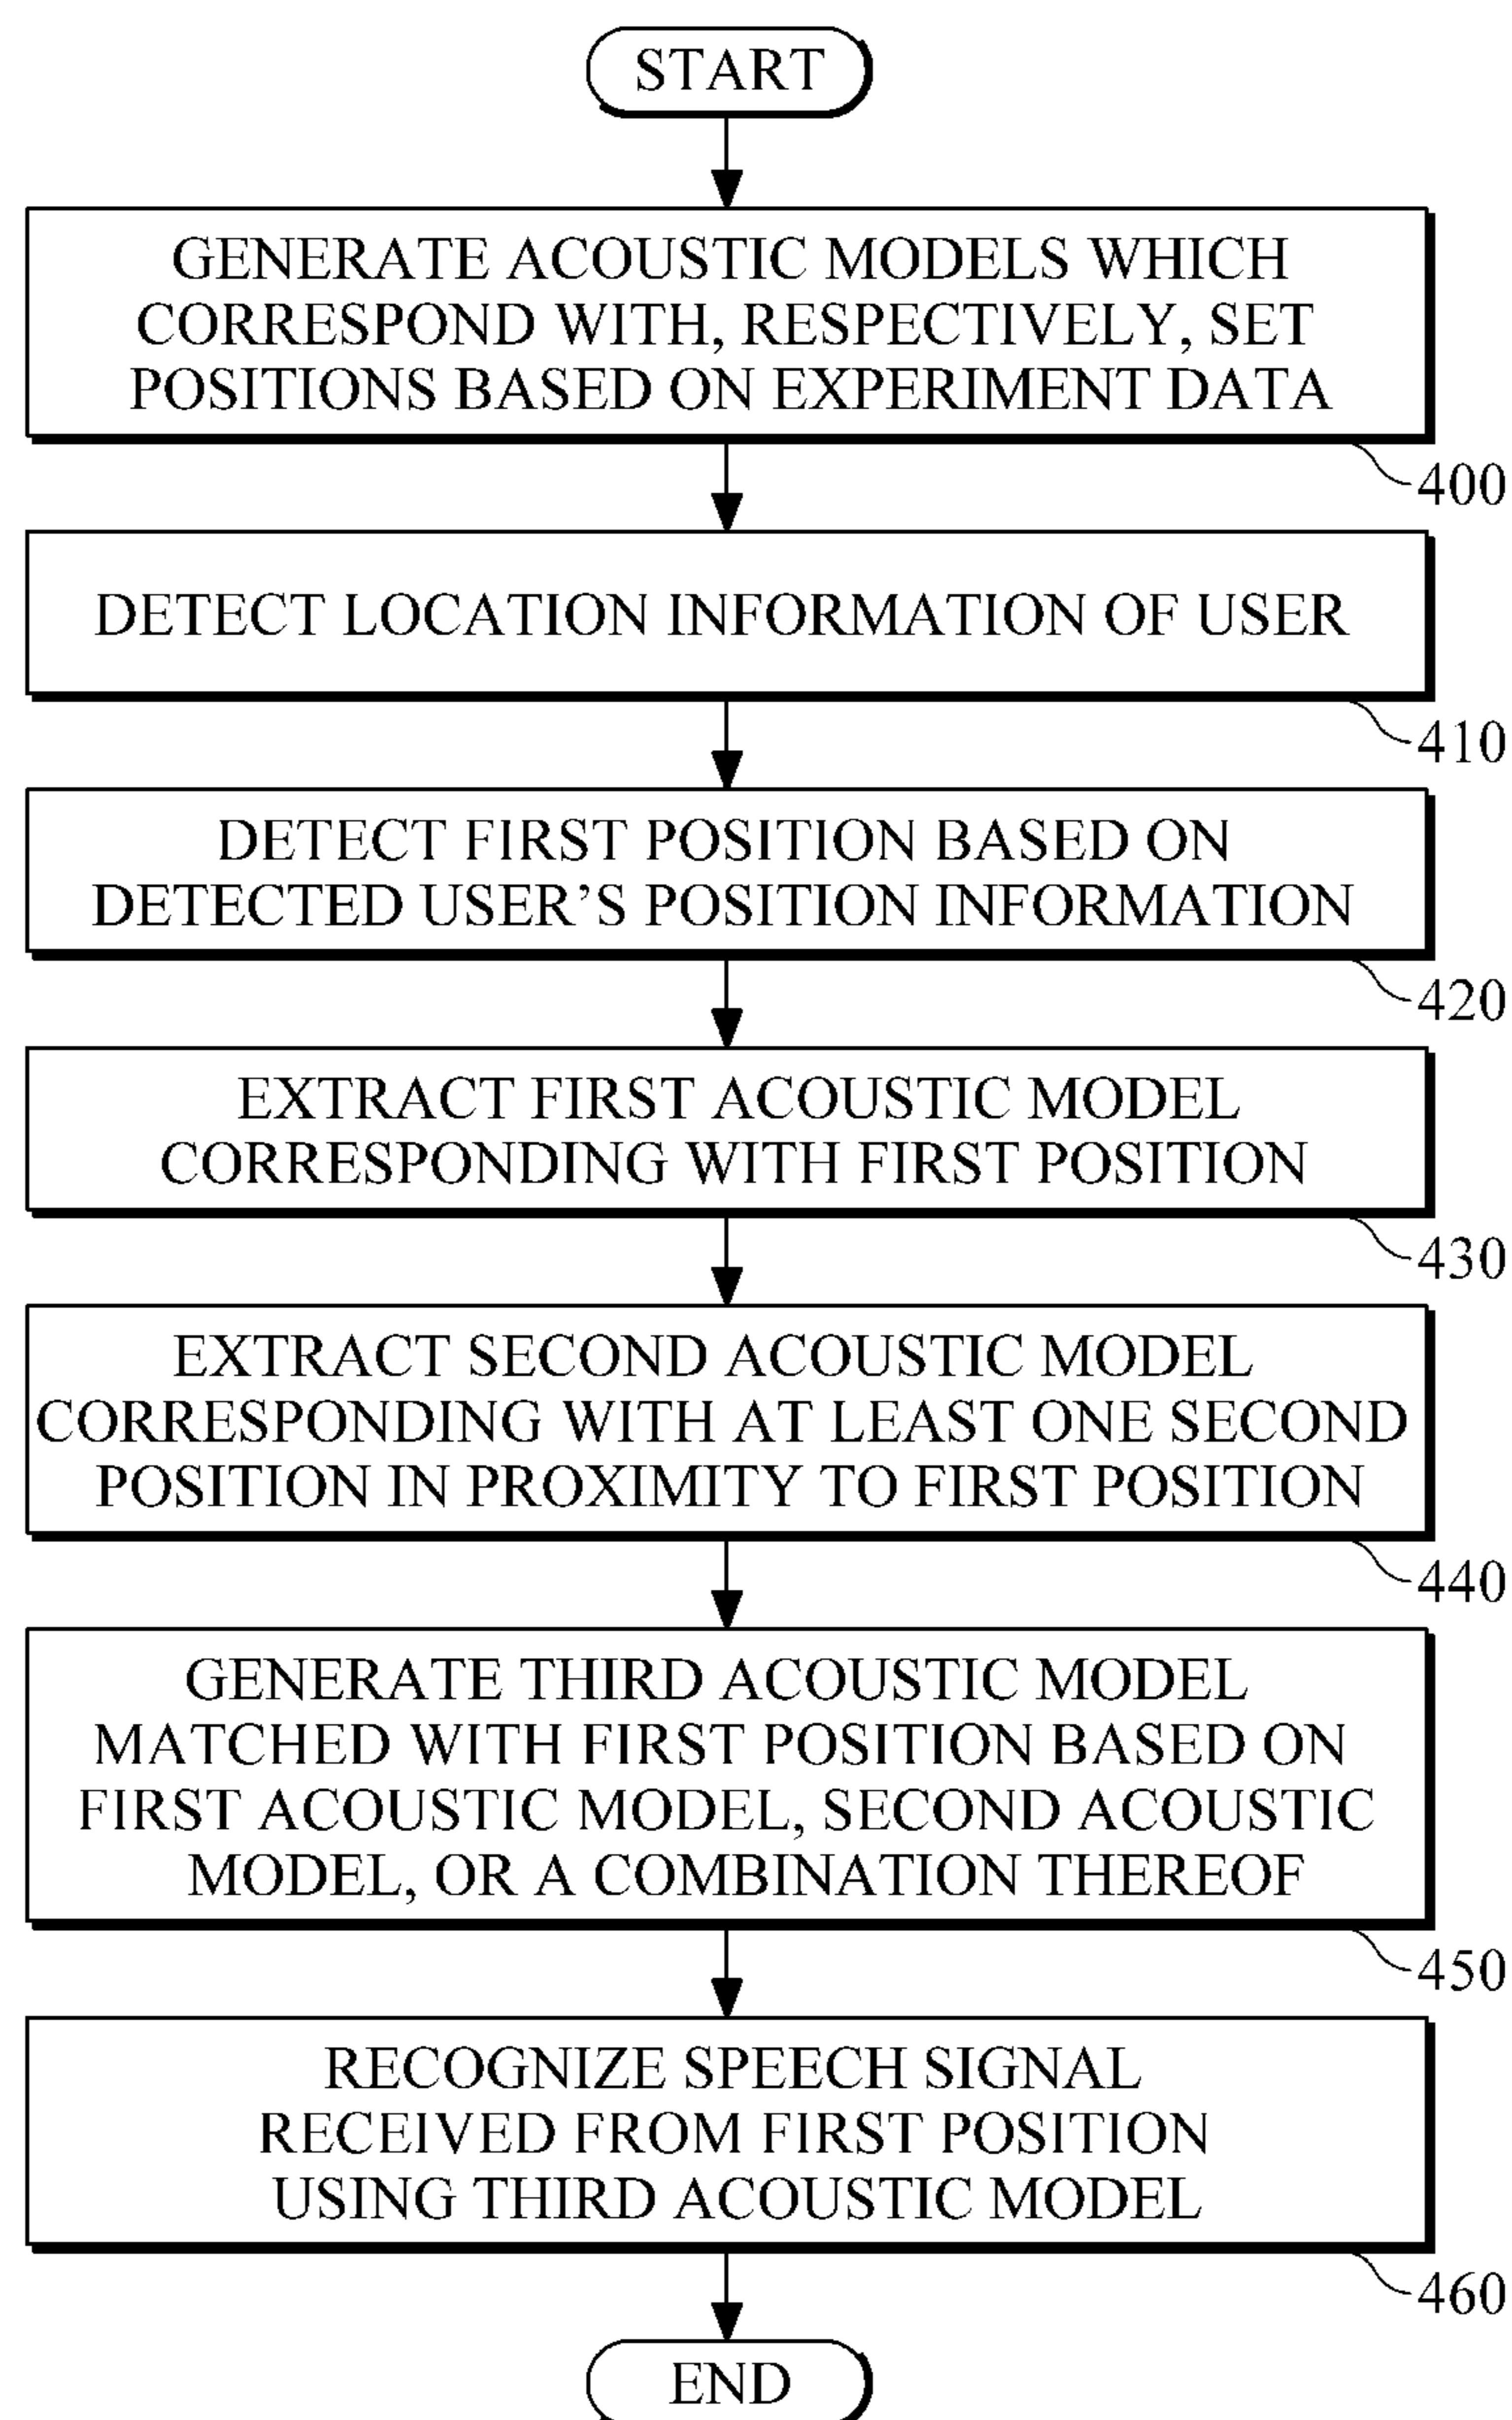 START
GENERATE ACOUSTIC MODELS WHICH
CORRESPOND WITH, RESPECTIVELY, SET
POSITIONS BASED ON EXPERIMENT DATA
400
DETECT LOCATION INFORMATION OF USER
410
DETECT FIRST POSITION BASED ON
DETECTED USER'S POSITION INFORMATION
420
EXTRACT FIRST ACOUSTIC MODEL
CORRESPONDING WITH FIRST POSITION
430
EXTRACT SECOND ACOUSTIC MODEL
CORRESPONDING WITH AT LEAST ONE SECOND
POSITION IN PROXIMITY TO FIRST POSITION
440
GENERATE THIRD ACOUSTIC MODEL
MATCHED WITH FIRST POSITION BASED ON
FIRST ACOUSTIC MODEL, SECOND ACOUSTIC
MODEL, OR A COMBINATION THEREOF
450
RECOGNIZE SPEECH SIGNAL
RECEIVED FROM FIRST POSITION
USING THIRD ACOUSTIC MODEL
460
END